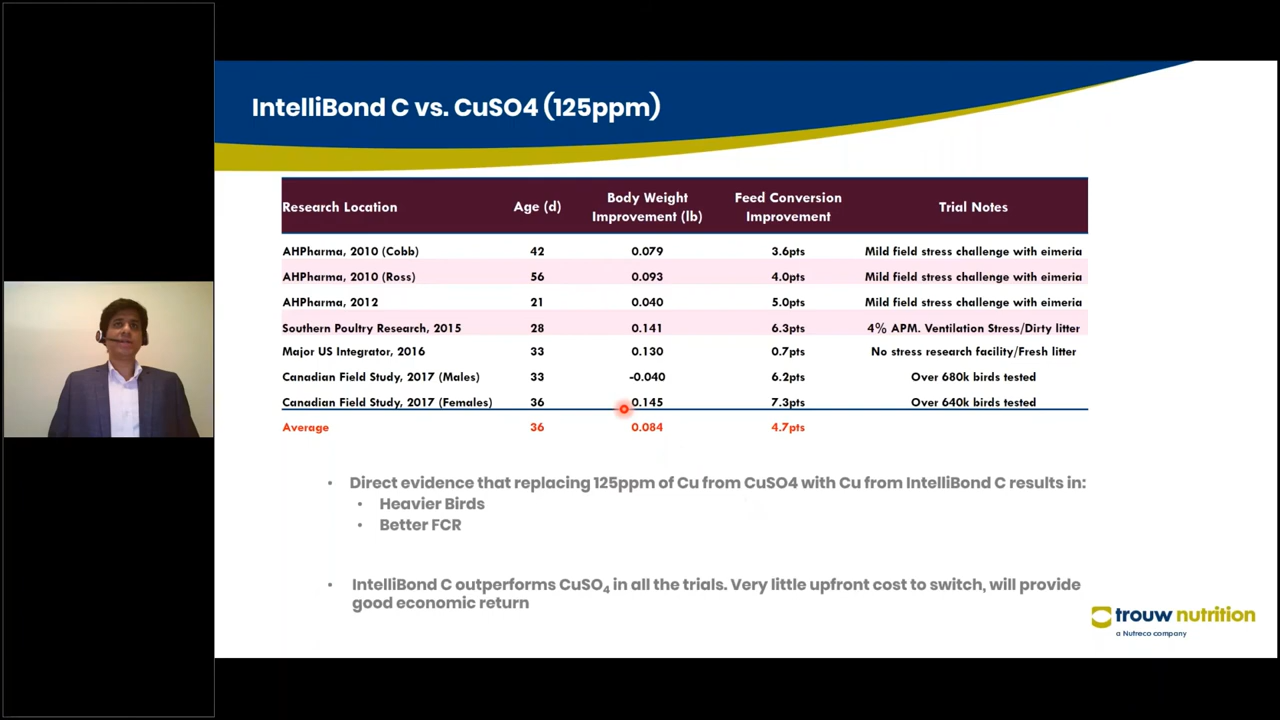 IntelliBond C vs. CuSO4 (125ppm)
Research Location Age (d) Body Weight Improvement (lb) Feed Conversion Improvement Trial Notes
AHPharma, 2010 (Cobb) 42 0.079 3.6pts Mild field stress challenge with eimeria
AHPharma, 2010 (Ross) 56 0.093 4.0pts Mild field stress challenge with eimeria
AHPharma, 2012 21 0.040 5.0pts Mild field stress challenge with eimeria
Southern Poultry Research, 2015 28 0.141 6.3pts 4% APM. Ventilation Stress/Dirty litter
Major US Integrator, 2016 33 0.130 0.7pts No stress research facility/Fresh litter
Canadian Field Study, 2017 (Males) 33 -0.040 6.2pts Over 680k birds tested
Canadian Field Study, 2017 (Females) 36 0.145 7.3pts Over 640k birds tested
Average 36 0.084 4.7pts
• Direct evidence that replacing 125ppm of Cu from CuSO4 with Cu from IntelliBond C results in:
• Heavier Birds
• Better FCR
• IntelliBond C outperforms CuSO₄ in all the trials. Very little upfront cost to switch, will provide
good economic return
trouw nutrition
a Nutreco company